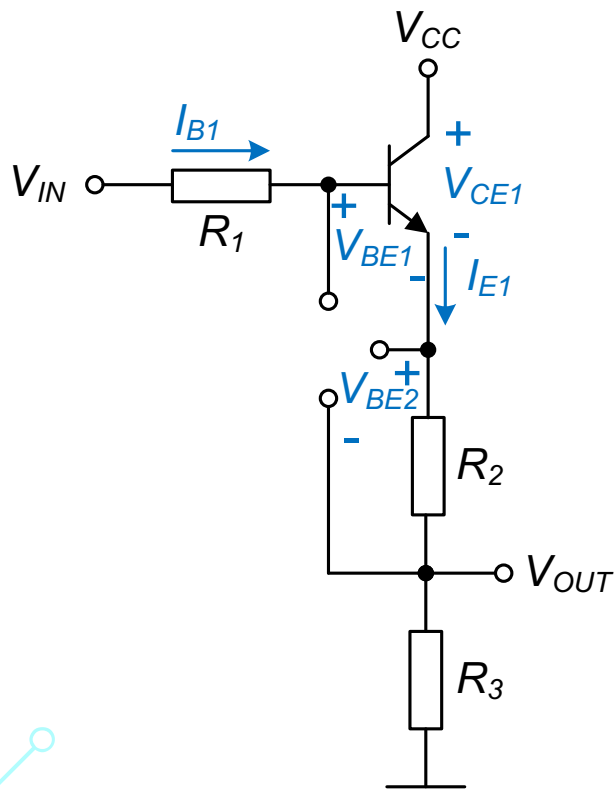 VCC
IB1
+
VIN
VCE1
R1
+
-
VBE1
-
IE1
+
VBE2
-
R2
VOUT
R3